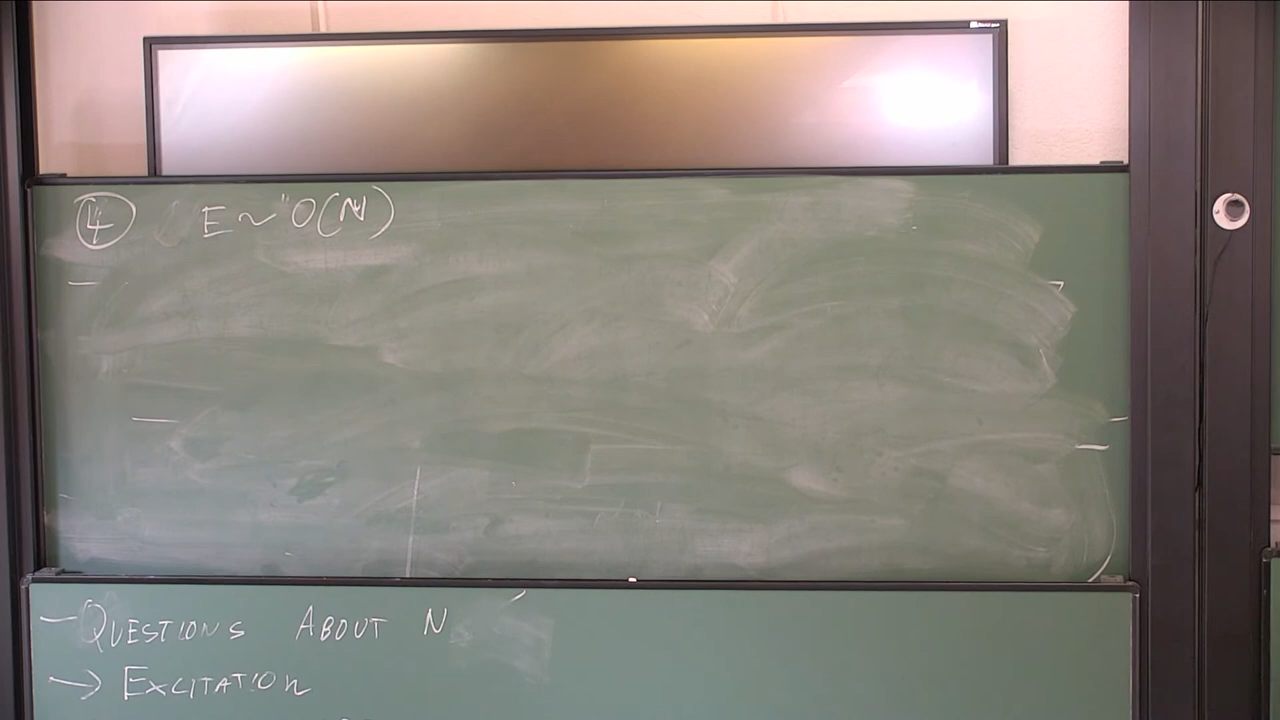 ④ E ~ "O(N)
- QUESTIONS ABOUT N
→ EXCITATION